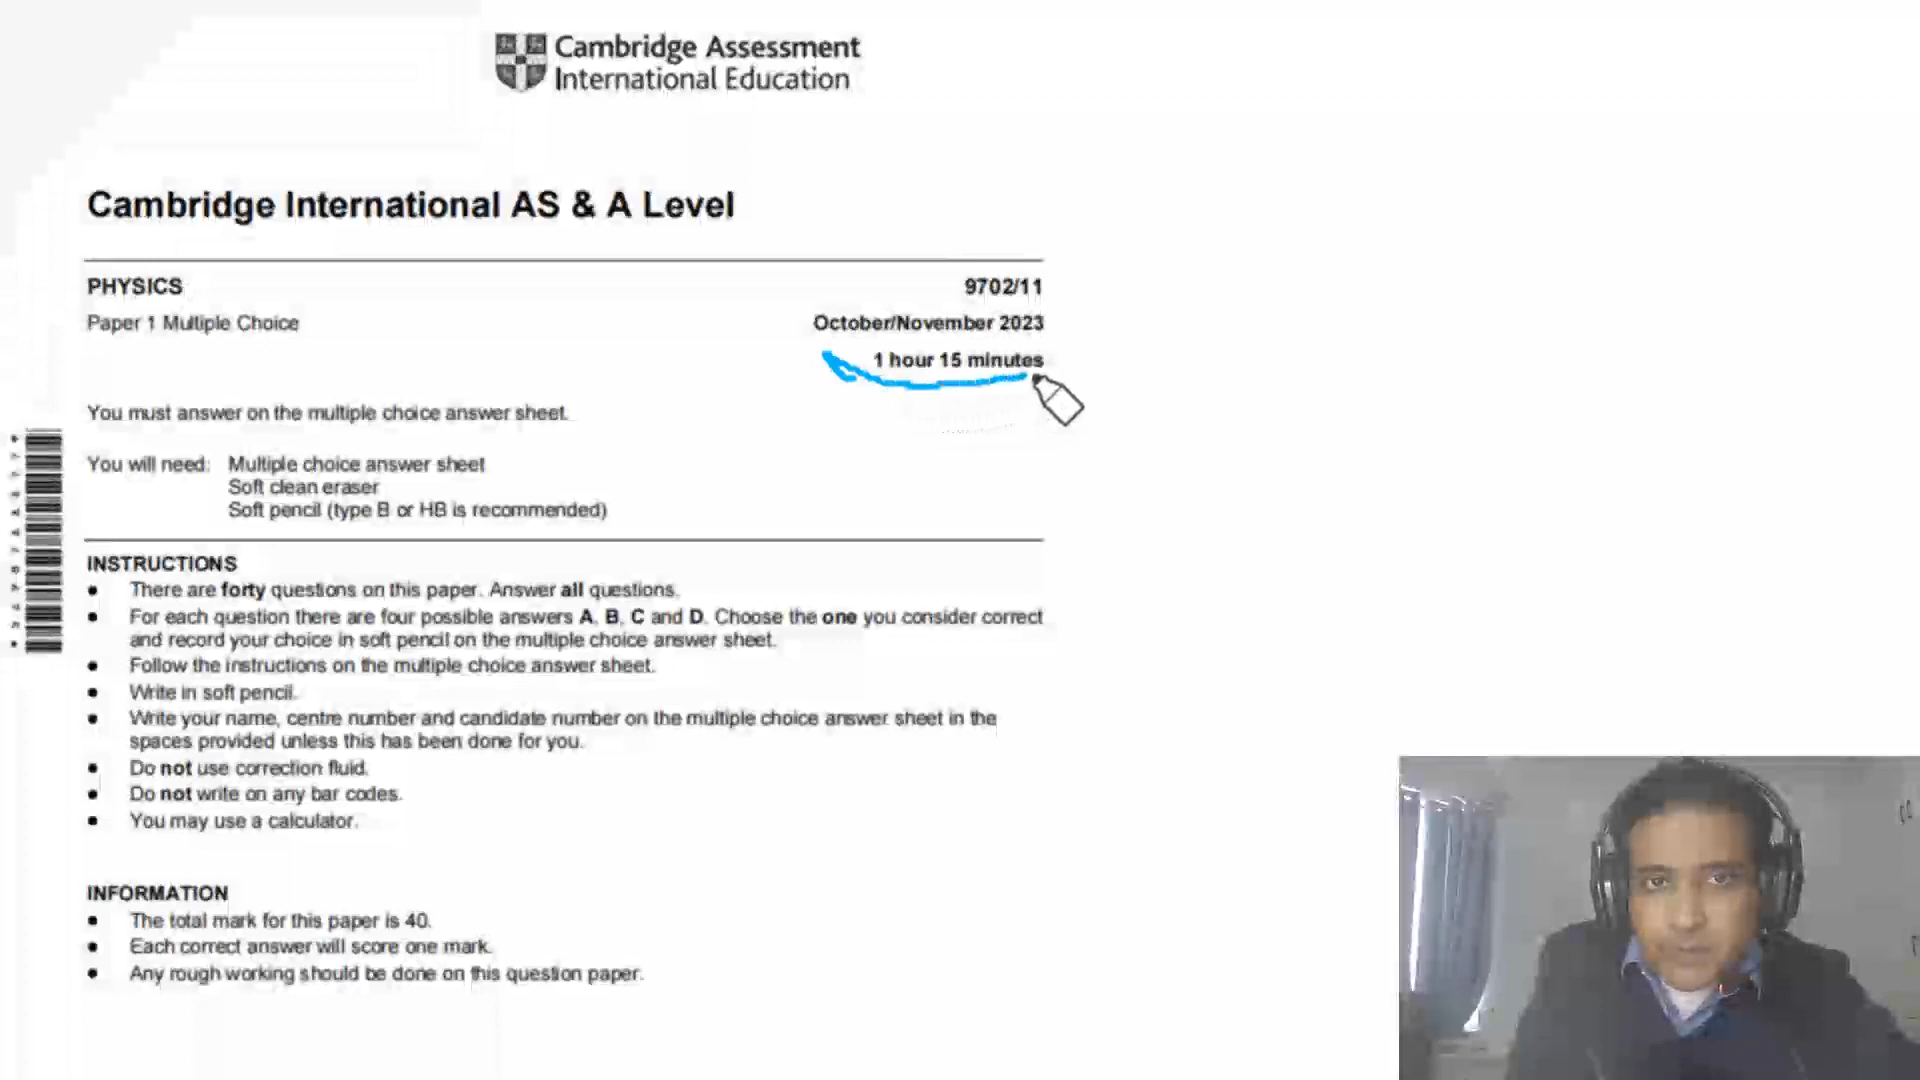 Cambridge Assessment
International Education
Cambridge International AS & A Level
PHYSICS 9702/11
Paper 1 Multiple Choice October/November 2023
1 hour 15 minutes
You must answer on the multiple choice answer sheet.
You will need: Multiple choice answer sheet
Soft clean eraser
Soft pencil (type B or HB is recommended)
INSTRUCTIONS
● There are forty questions on this paper. Answer all questions.
● For each question there are four possible answers A, B, C and D. Choose the one you consider correct
and record your choice in soft pencil on the multiple choice answer sheet.
● Follow the instructions on the multiple choice answer sheet.
● Write in soft pencil.
● Write your name, centre number and candidate number on the multiple choice answer sheet in the
spaces provided unless this has been done for you.
● Do not use correction fluid.
● Do not write on any bar codes.
● You may use a calculator.
INFORMATION
● The total mark for this paper is 40.
● Each correct answer will score one mark.
● Any rough working should be done on this question paper.